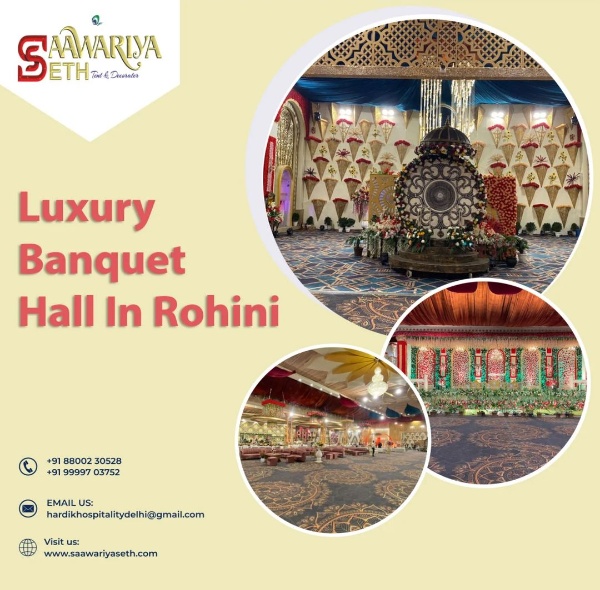 SAAWARIYA
SETH
Tent & Decorator
Luxury
Banquet
Hall In Rohini
+91 88002 30528
+91 99997 03752
EMAIL US:
hardikhospitalitydelhi@gmail.com
Visit us:
www.saawariyaseth.com